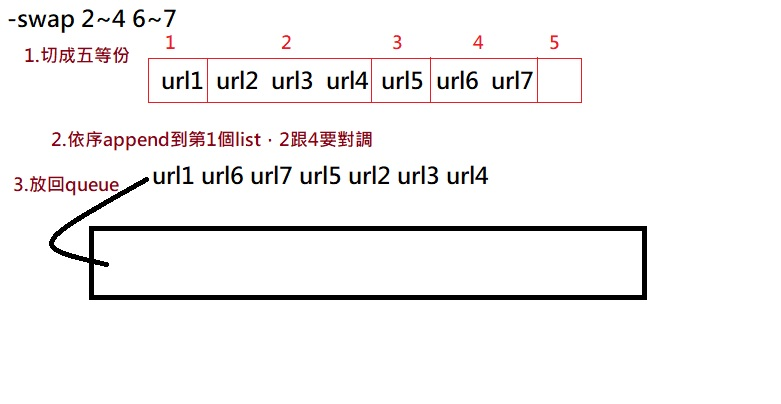 -swap 2~4 6~7
1 2 3 4 5
1.切成五等份
url1 url2 url3 url4 url5 url6 url7
2.依序append到第1個list，2跟4要對調
url1 url6 url7 url5 url2 url3 url4
3.放回queue